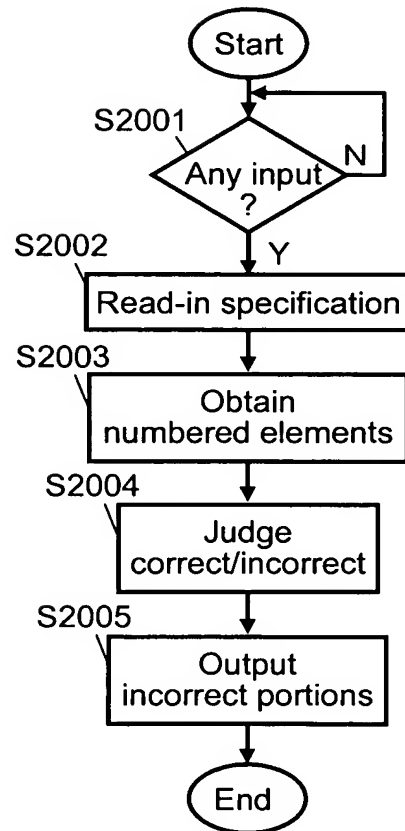 Start
S2001
Any input
?
N
Y
S2002
Read-in specification
S2003
Obtain
numbered elements
S2004
Judge
correct/incorrect
S2005
Output
incorrect portions
End